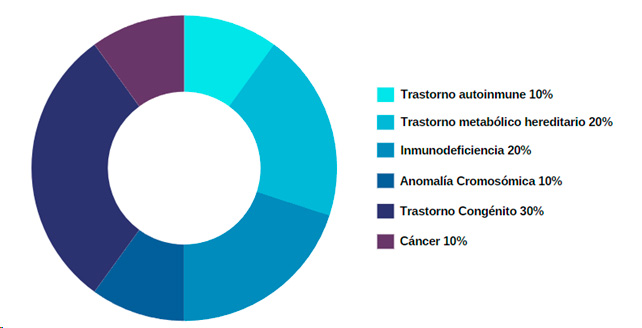 Trastorno autoinmune 10%
Trastorno metabólico hereditario 20%
Inmunodeficiencia 20%
Anomalía Cromosómica 10%
Trastorno Congénito 30%
Cáncer 10%